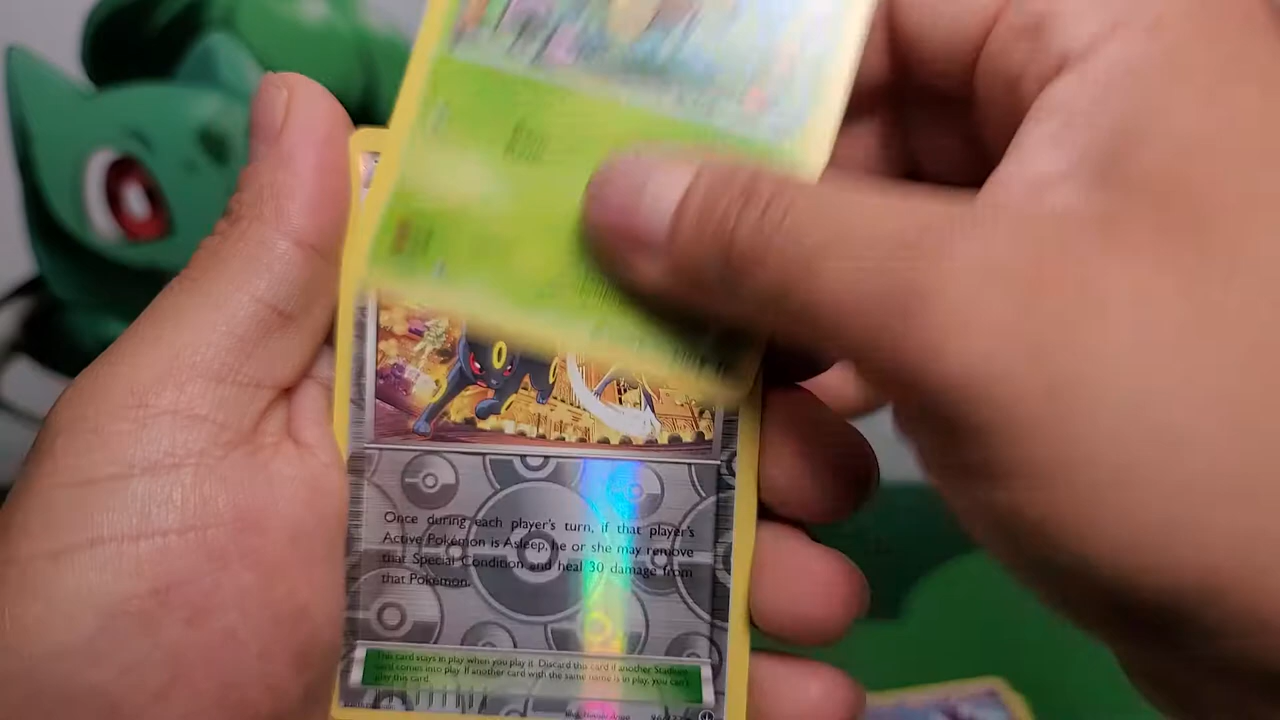 Once during each player's turn, if that player's
Active Pokémon is Asleep, he or she may remove
that Special Condition and heal 30 damage from
that Pokémon.
This card stays in play when you play it. Discard this card if another Stadium
card comes into play. If another card with the same name is in play, you can't
play this card.